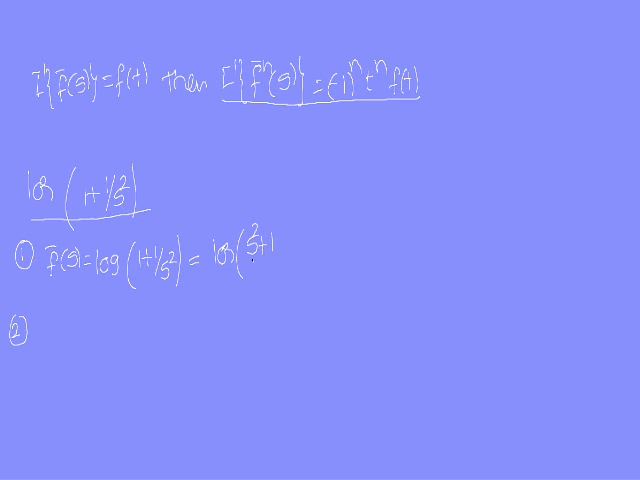 L⁻¹{f̄(s)} = f(t) then L⁻¹{f̄ⁿ(s)} = (-1)ⁿ tⁿ f(t)
log (1+1/s²)
① f̄(s) = log (1+1/s²) = log (s²+1
②